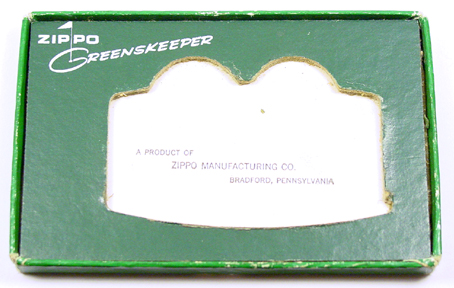 ZIPPO
GREENSKEEPER
A PRODUCT OF
ZIPPO MANUFACTURING CO.
BRADFORD, PENNSYLVANIA